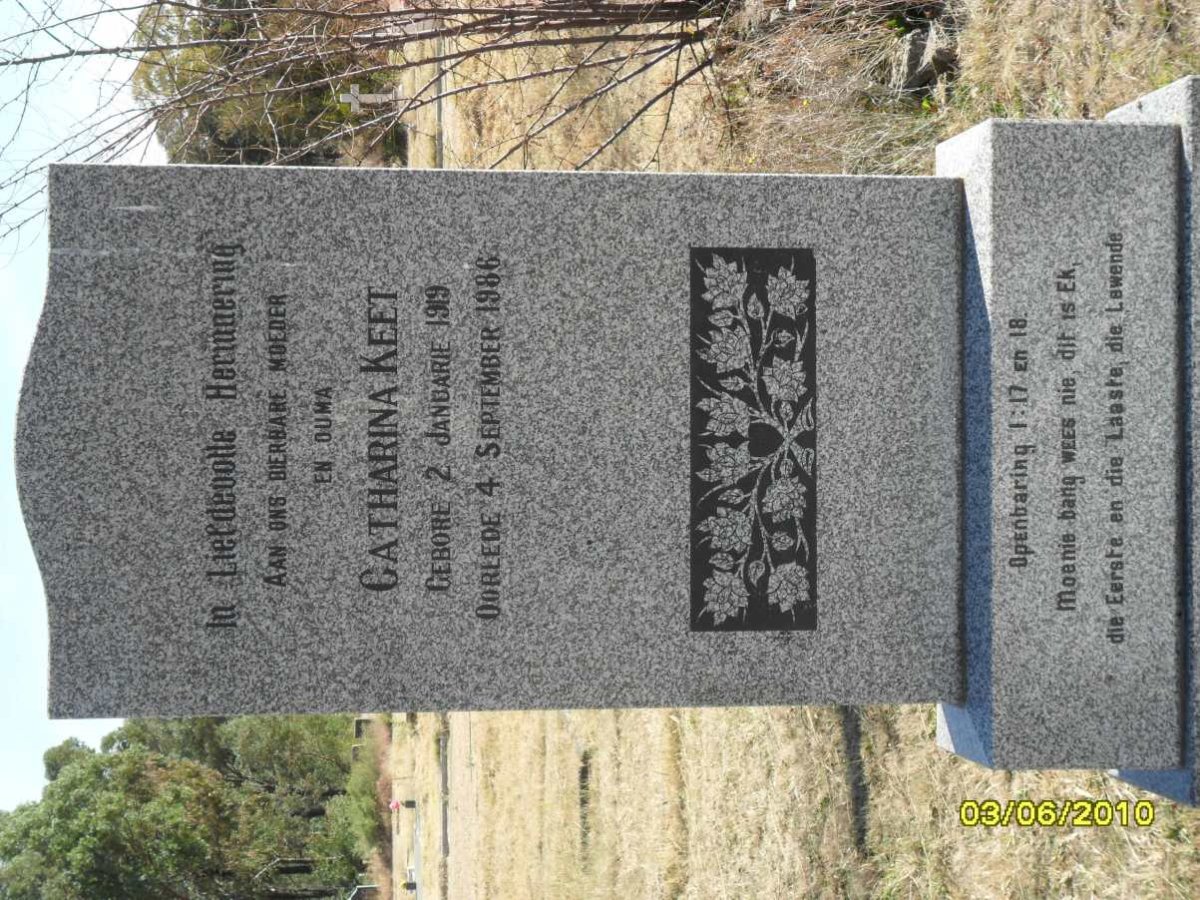 In Liefdevolle Herinnering
AAN ONS DIERBARE MOEDER
EN OUMA
CATHARINA KEET
GEBORE 2 JANUARIE 1919
OORLEDE 4 SEPTEMBER 1986
Openbaring 1:17 en 18.
Moenie bang wees nie, dit is Ek,
die Eerste en die Laaste, die Lewende
03/06/2010